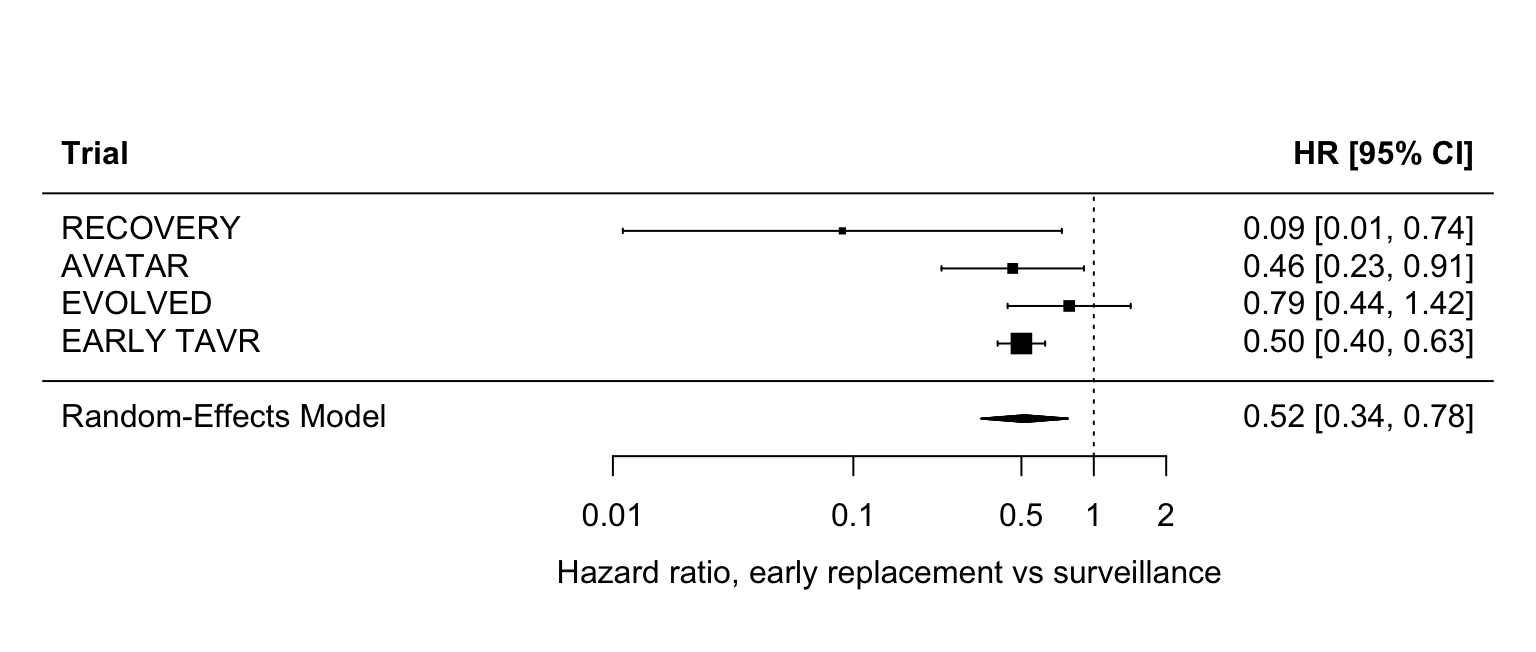 Trial HR [95% CI]
RECOVERY 0.09 [0.01, 0.74]
AVATAR 0.46 [0.23, 0.91]
EVOLVED 0.79 [0.44, 1.42]
EARLY TAVR 0.50 [0.40, 0.63]
Random-Effects Model 0.52 [0.34, 0.78]
0.01 0.1 0.5 1 2
Hazard ratio, early replacement vs surveillance